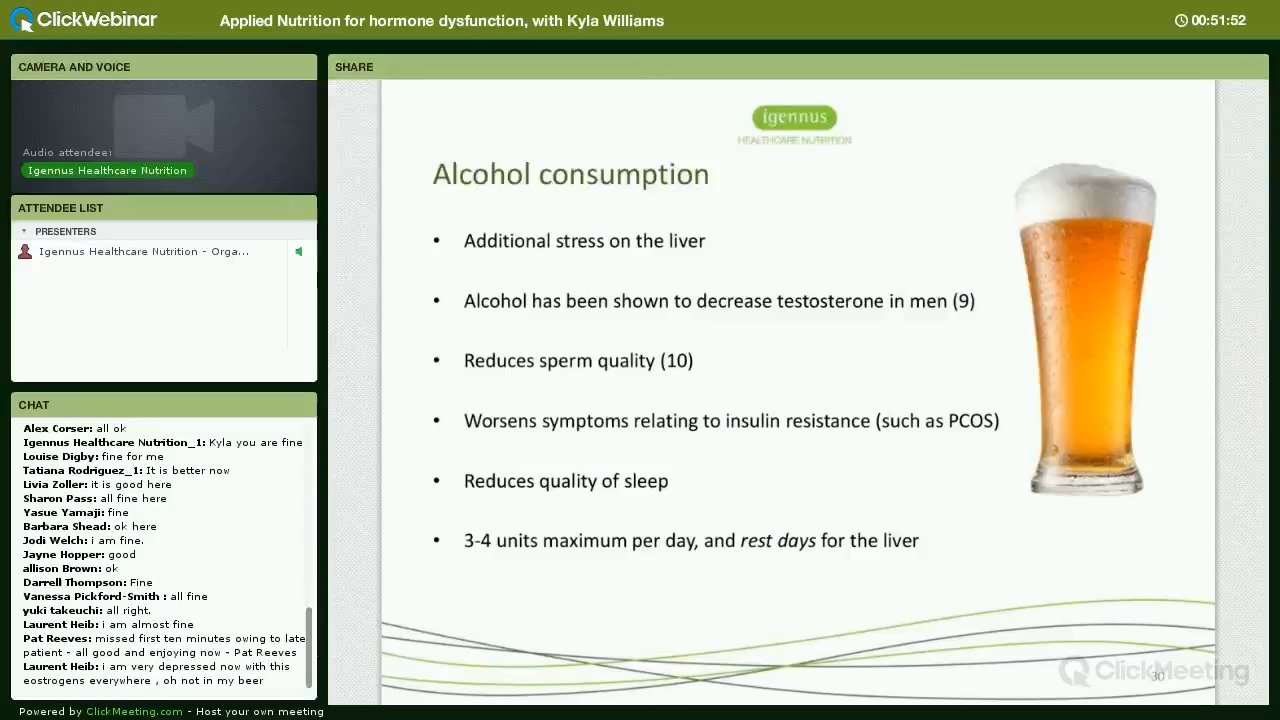 ClickWebinar
Applied Nutrition for hormone dysfunction, with Kyla Williams
00:51:52
CAMERA AND VOICE
Audio attendee:
Igennus Healthcare Nutrition
ATTENDEE LIST
PRESENTERS
Igennus Healthcare Nutrition - Orga...
CHAT
Alex Corser: all ok
Igennus Healthcare Nutrition_1: Kyla you are fine
Louise Digby: fine for me
Tatiana Rodriguez_1: It is better now
Livia Zoller: it is good here
Sharon Pass: all fine here
Yasue Yamaji: fine
Barbara Shead: ok here
Jodi Welch: i am fine.
Jayne Hopper: good
allison Brown: ok
Darrell Thompson: Fine
Vanessa Pickford-Smith : all fine
yuki takeuchi: all right.
Laurent Heib: i am almost fine
Pat Reeves: missed first ten minutes owing to late
patient - all good and enjoying now - Pat Reeves
Laurent Heib: I am very depressed now with this
eostrogens everywhere , oh not in my beer
Powered by ClickMeeting.com - Host your own meeting
SHARE
igennus
HEALTHCARE NUTRITION
Alcohol consumption
• Additional stress on the liver
• Alcohol has been shown to decrease testosterone in men (9)
• Reduces sperm quality (10)
• Worsens symptoms relating to insulin resistance (such as PCOS)
• Reduces quality of sleep
• 3-4 units maximum per day, and rest days for the liver
ClickMeeting
30